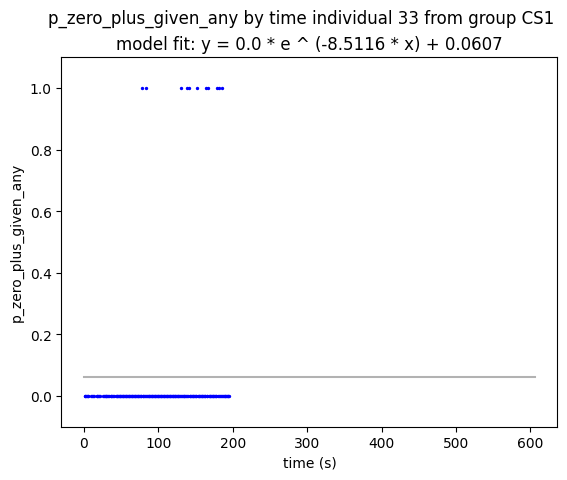 p_zero_plus_given_any by time individual 33 from group CS1
model fit: y = 0.0 * e ^ (-8.5116 * x) + 0.0607
1.0
0.8
0.6
0.4
0.2
0.0
p_zero_plus_given_any
0 100 200 300 400 500 600
time (s)